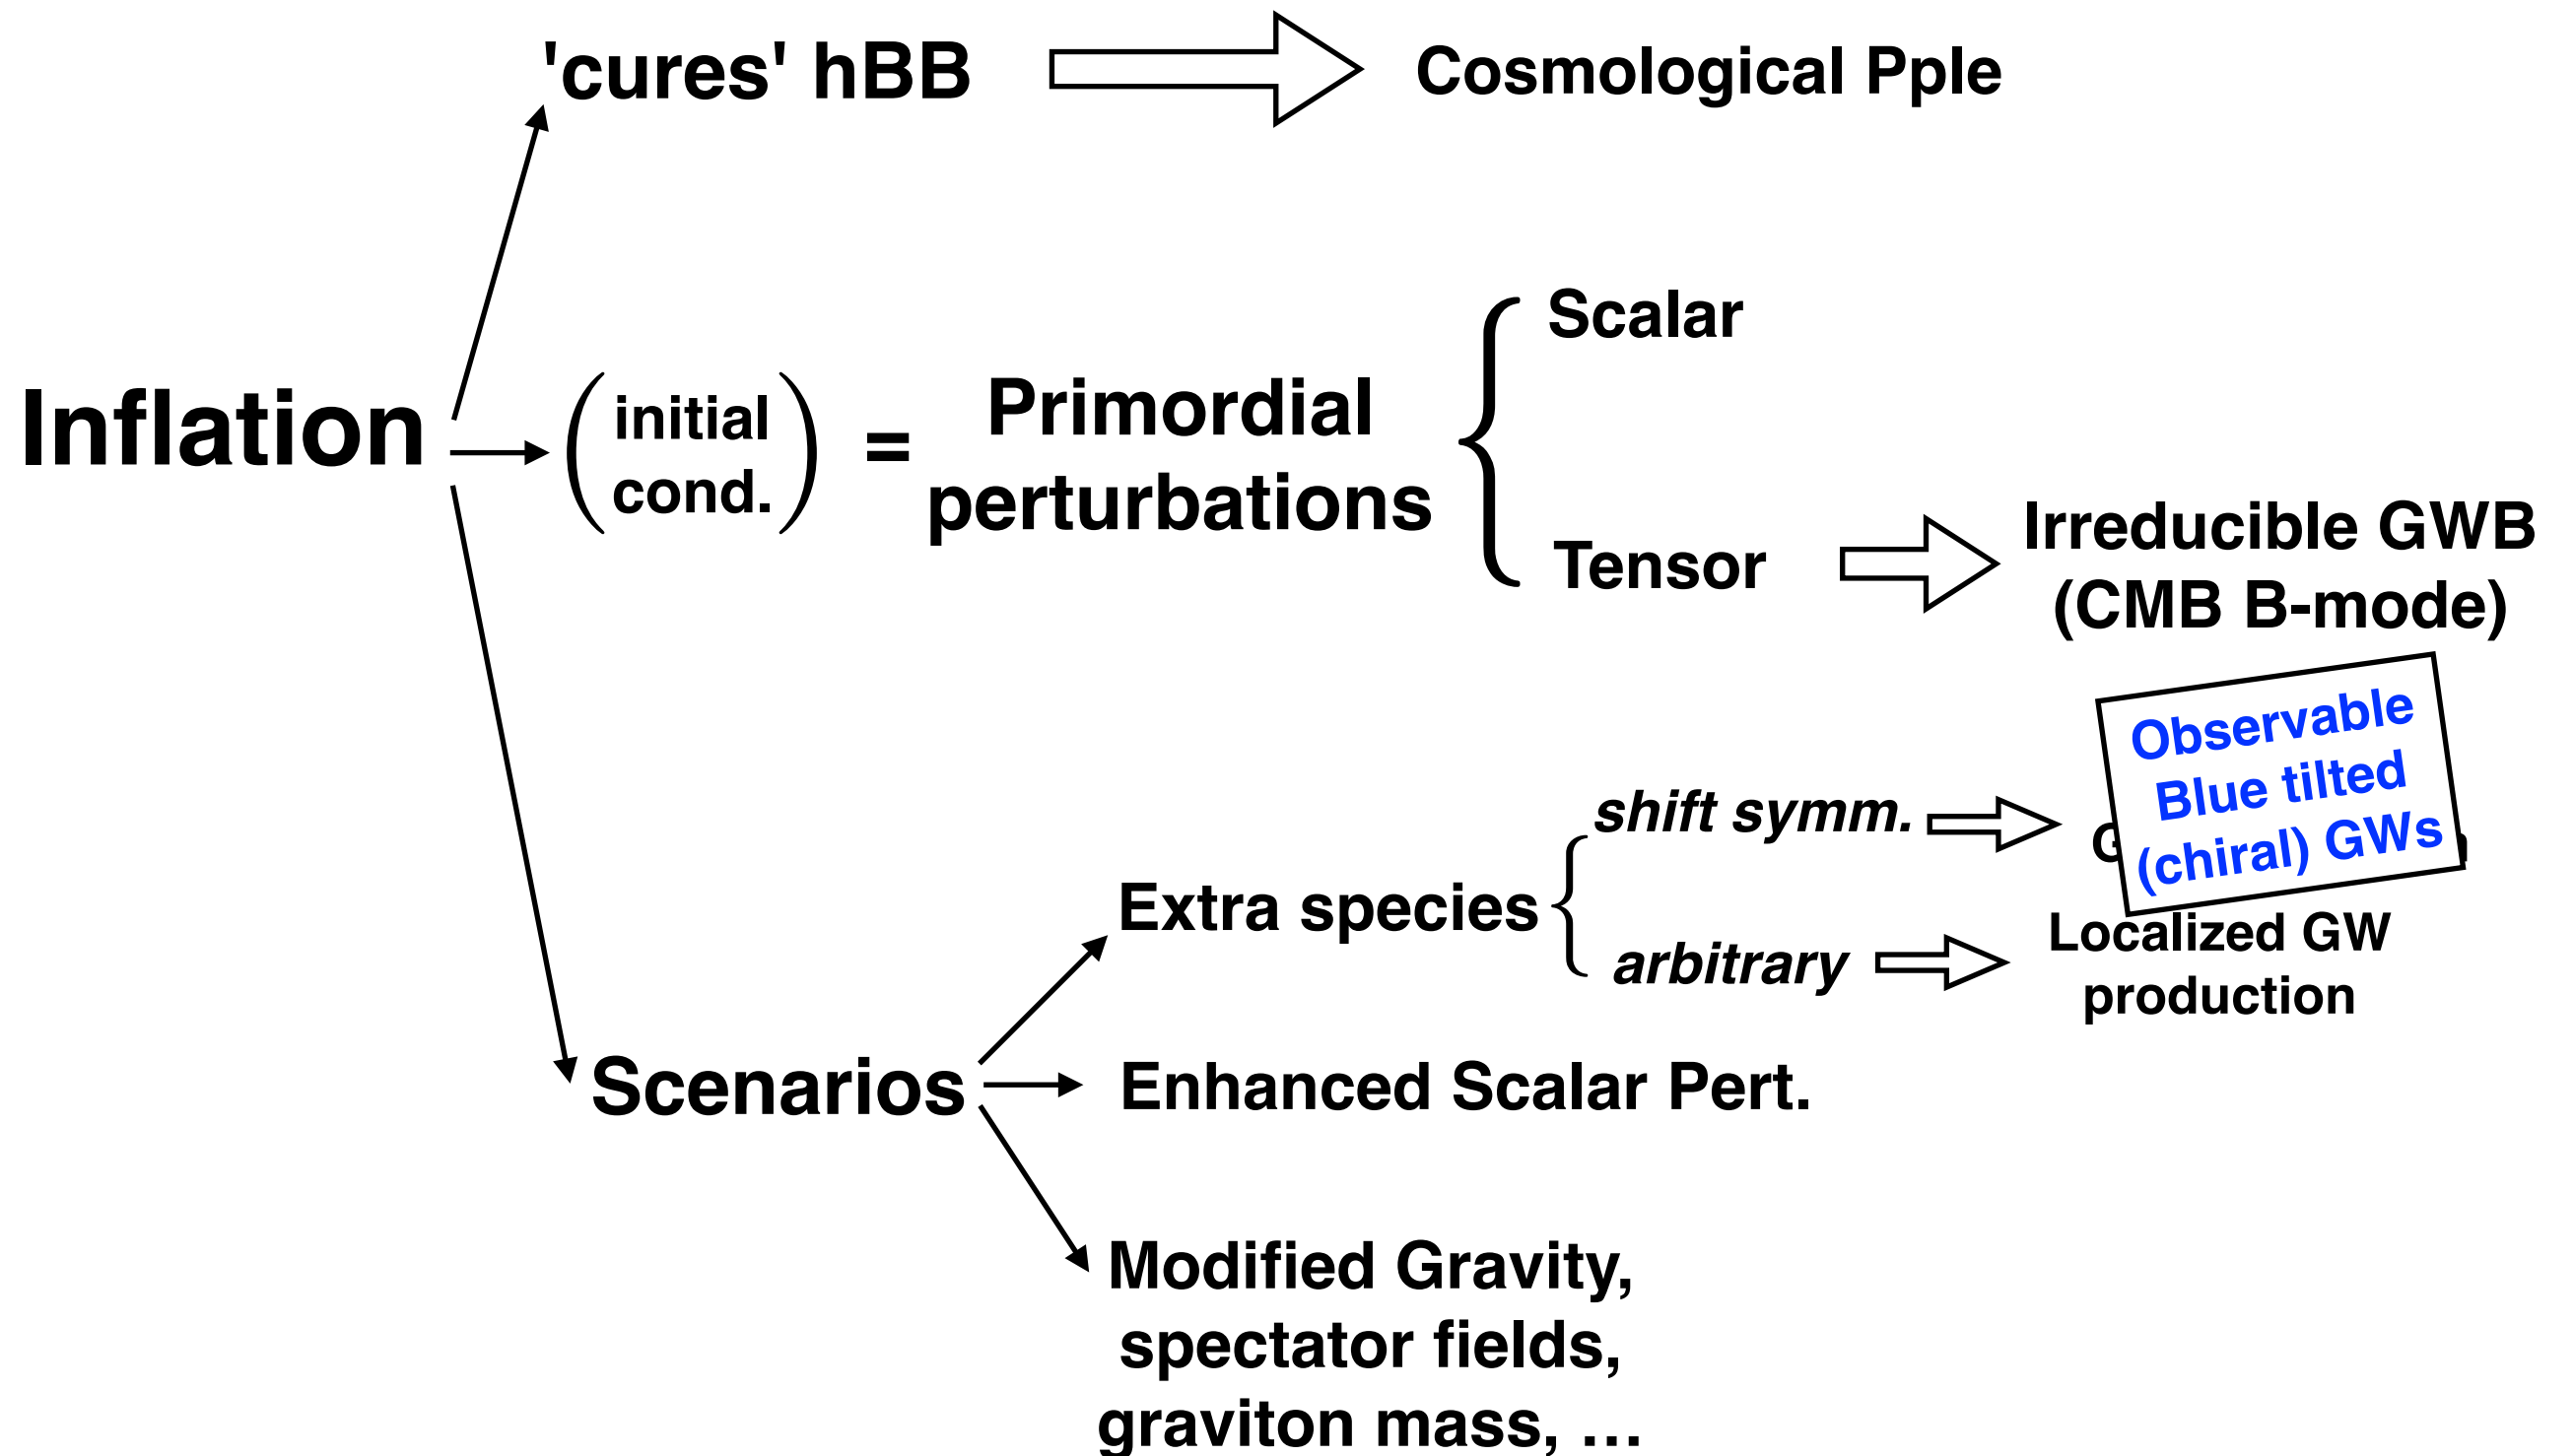 'cures' hBB
Cosmological Pple
Inflation
initial
cond.
=
Primordial
perturbations
Scalar
Tensor
Irreducible GWB
(CMB B-mode)
Scenarios
Extra species
shift symm.
Observable
Blue tilted
(chiral) GWs
arbitrary
Localized GW
production
Enhanced Scalar Pert.
Modified Gravity,
spectator fields,
graviton mass, …